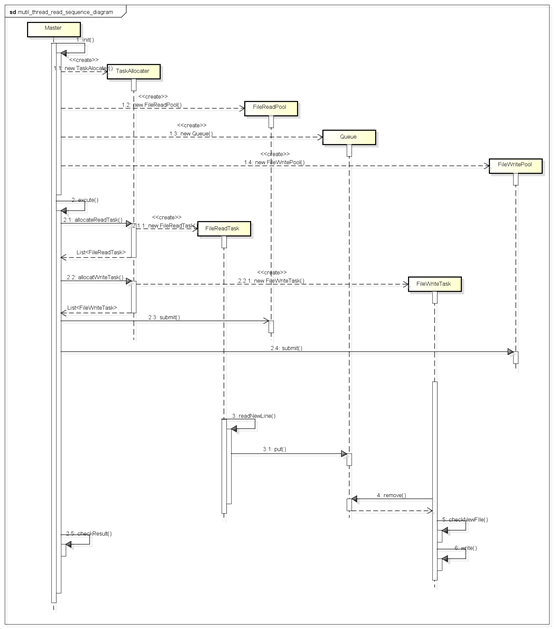 sd mutil_thread_read_sequence_diagram
Master
1: init()
<<create>>
1.1: new TaskAllocater()
TaskAllocater
<<create>>
1.2: new FileReadPool()
FileReadPool
<<create>>
1.3: new Queue()
Queue
<<create>>
1.4: new FileWritePool()
FileWritePool
2: excute()
2.1: allocateReadTask()
<<create>>
1.1: new FileReadTask()
FileReadTask
List<FileReadTask>
2.2: allocatWriteTask()
<<create>>
2.2.1: new FileWriteTask()
FileWriteTask
List<FileWriteTask>
2.3: submit()
2.4: submit()
3: readNewLine()
3.1: put()
4: remove()
5: checkNewFile()
2.5: checkResult()
6: write()